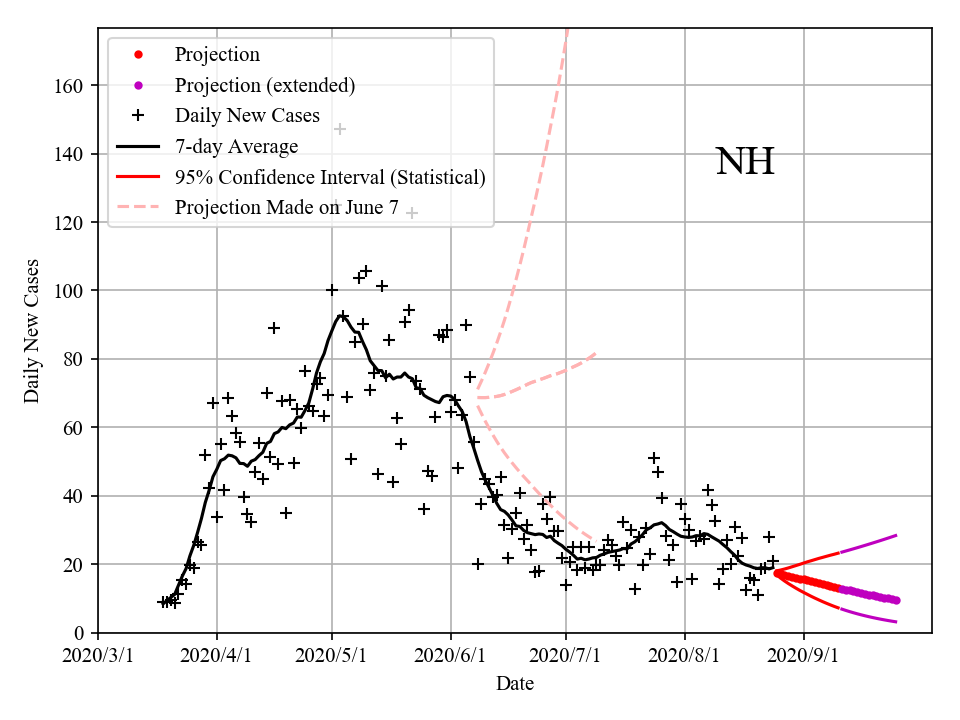 Projection
Projection (extended)
Daily New Cases
7-day Average
95% Confidence Interval (Statistical)
Projection Made on June 7
NH
Daily New Cases
160
140
120
100
80
60
40
20
0
2020/3/1 2020/4/1 2020/5/1 2020/6/1 2020/7/1 2020/8/1 2020/9/1
Date